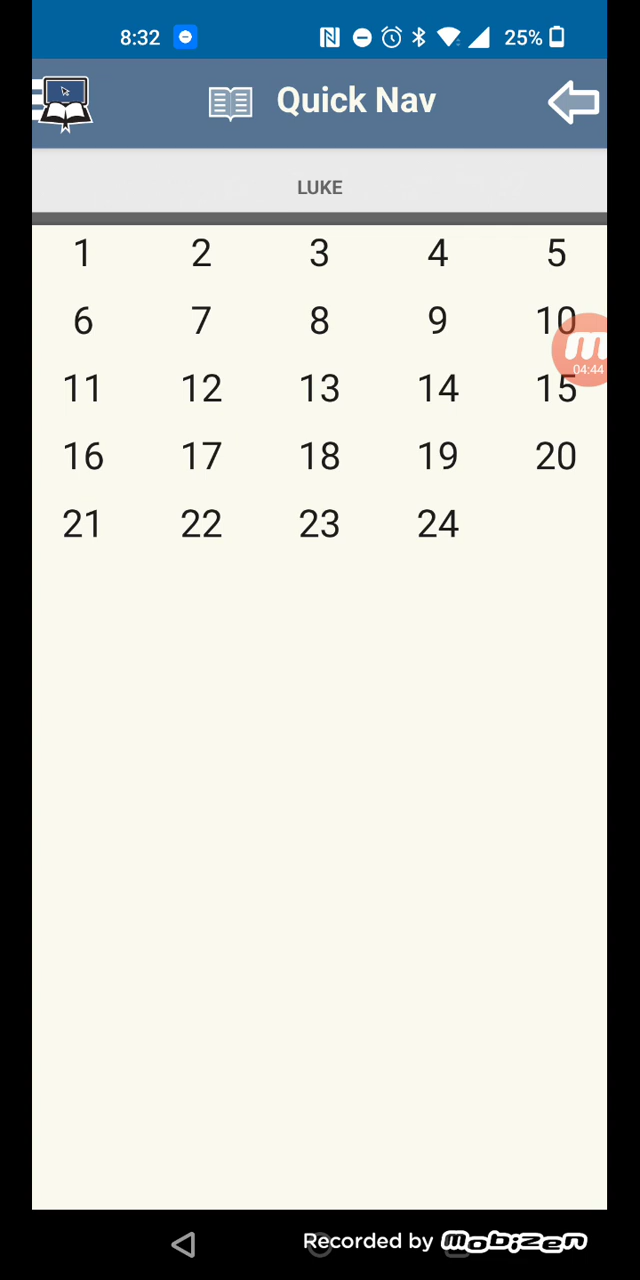 8:32 25%
Quick Nav
LUKE
1 2 3 4 5
6 7 8 9 10
11 12 13 14 15
16 17 18 19 20
21 22 23 24
m
04:44
Recorded by mobizen